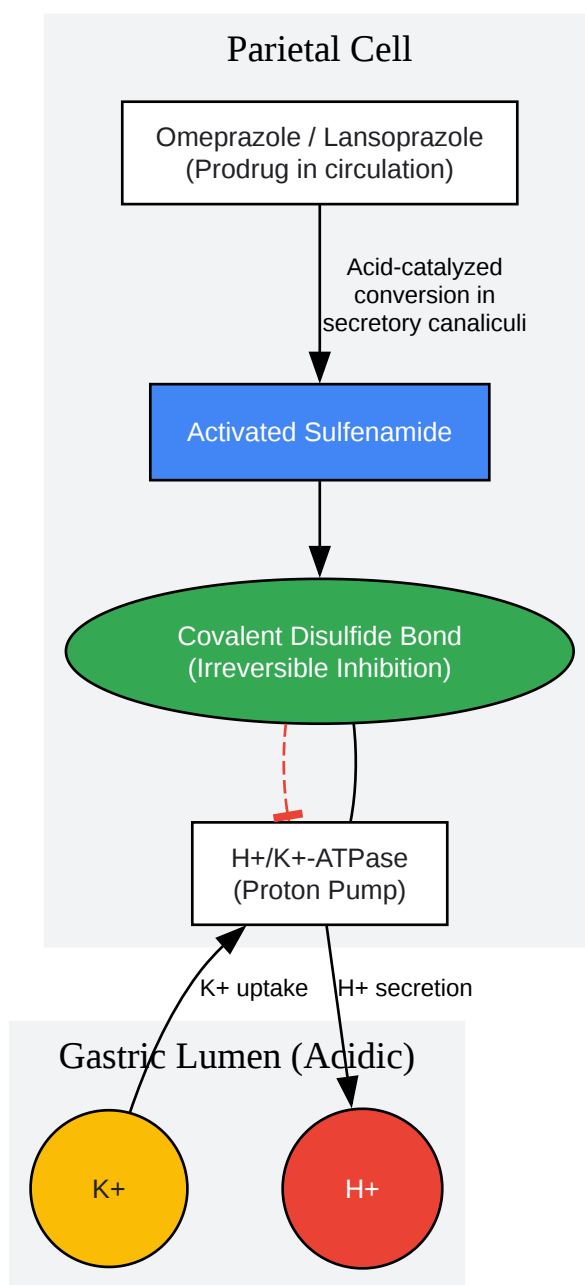 Parietal Cell
Omeprazole / Lansoprazole
(Prodrug in circulation)
Acid-catalyzed
conversion in
secretory canaliculi
Activated Sulfenamide
Covalent Disulfide Bond
(Irreversible Inhibition)
H+/K+-ATPase
(Proton Pump)
K+ uptake
H+ secretion
Gastric Lumen (Acidic)
K+
H+